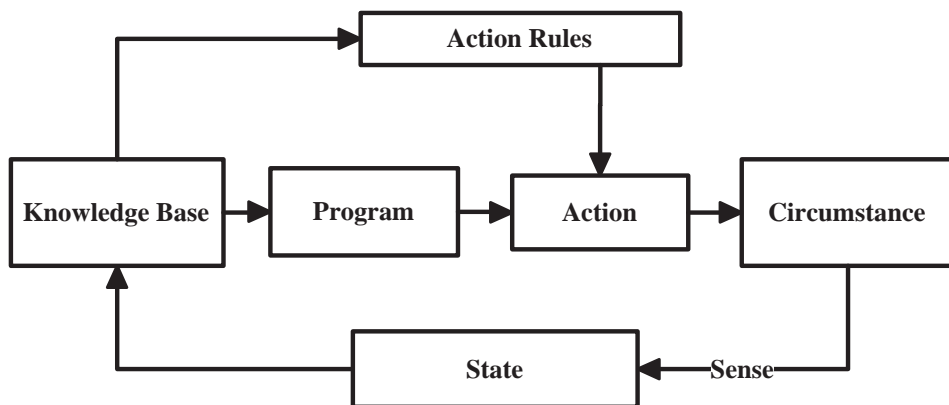 Action Rules
Knowledge Base
Program
Action
Circumstance
State
Sense